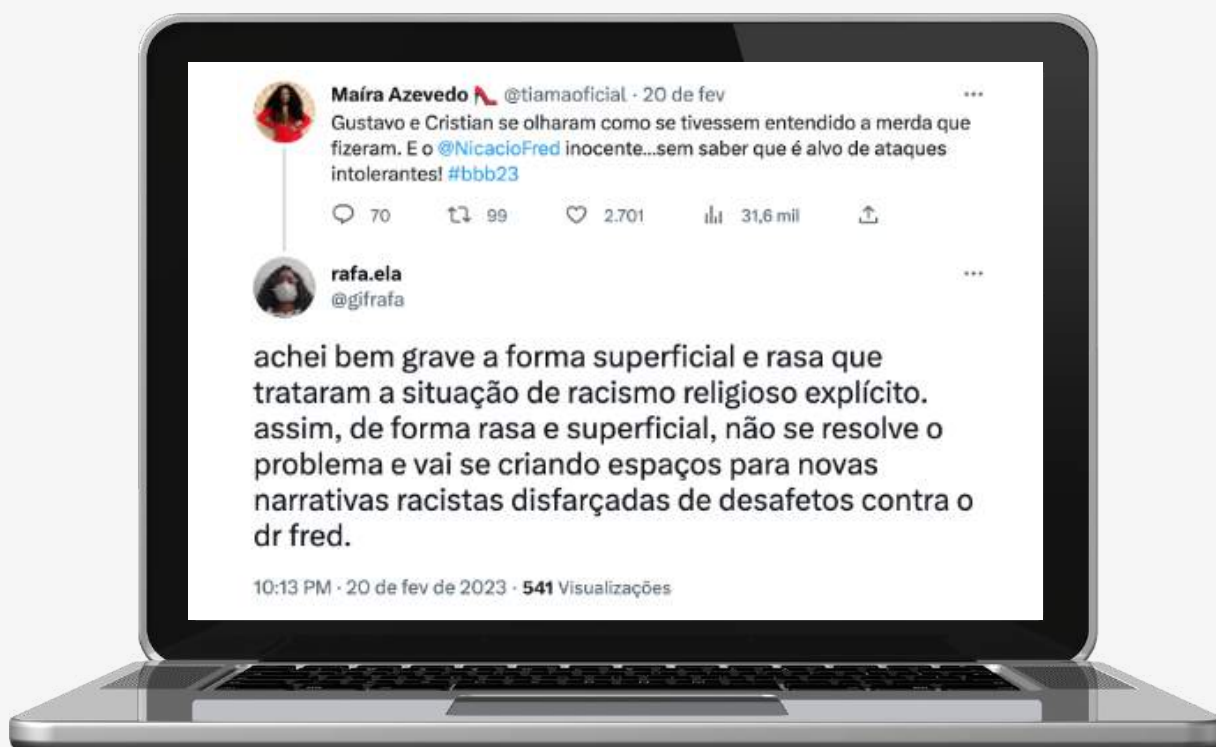 Maíra Azevedo 👠 @tiamaoficial · 20 de fev
Gustavo e Cristian se olharam como se tivessem entendido a merda que
fizeram. E o @NicacioFred inocente...sem saber que é alvo de ataques
intolerantes! #bbb23
70 99 2.701 31,6 mil
rafa.ela
@gifrafa
achei bem grave a forma superficial e rasa que
trataram a situação de racismo religioso explícito.
assim, de forma rasa e superficial, não se resolve o
problema e vai se criando espaços para novas
narrativas racistas disfarçadas de desafetos contra o
dr fred.
10:13 PM · 20 de fev de 2023 · 541 Visualizações